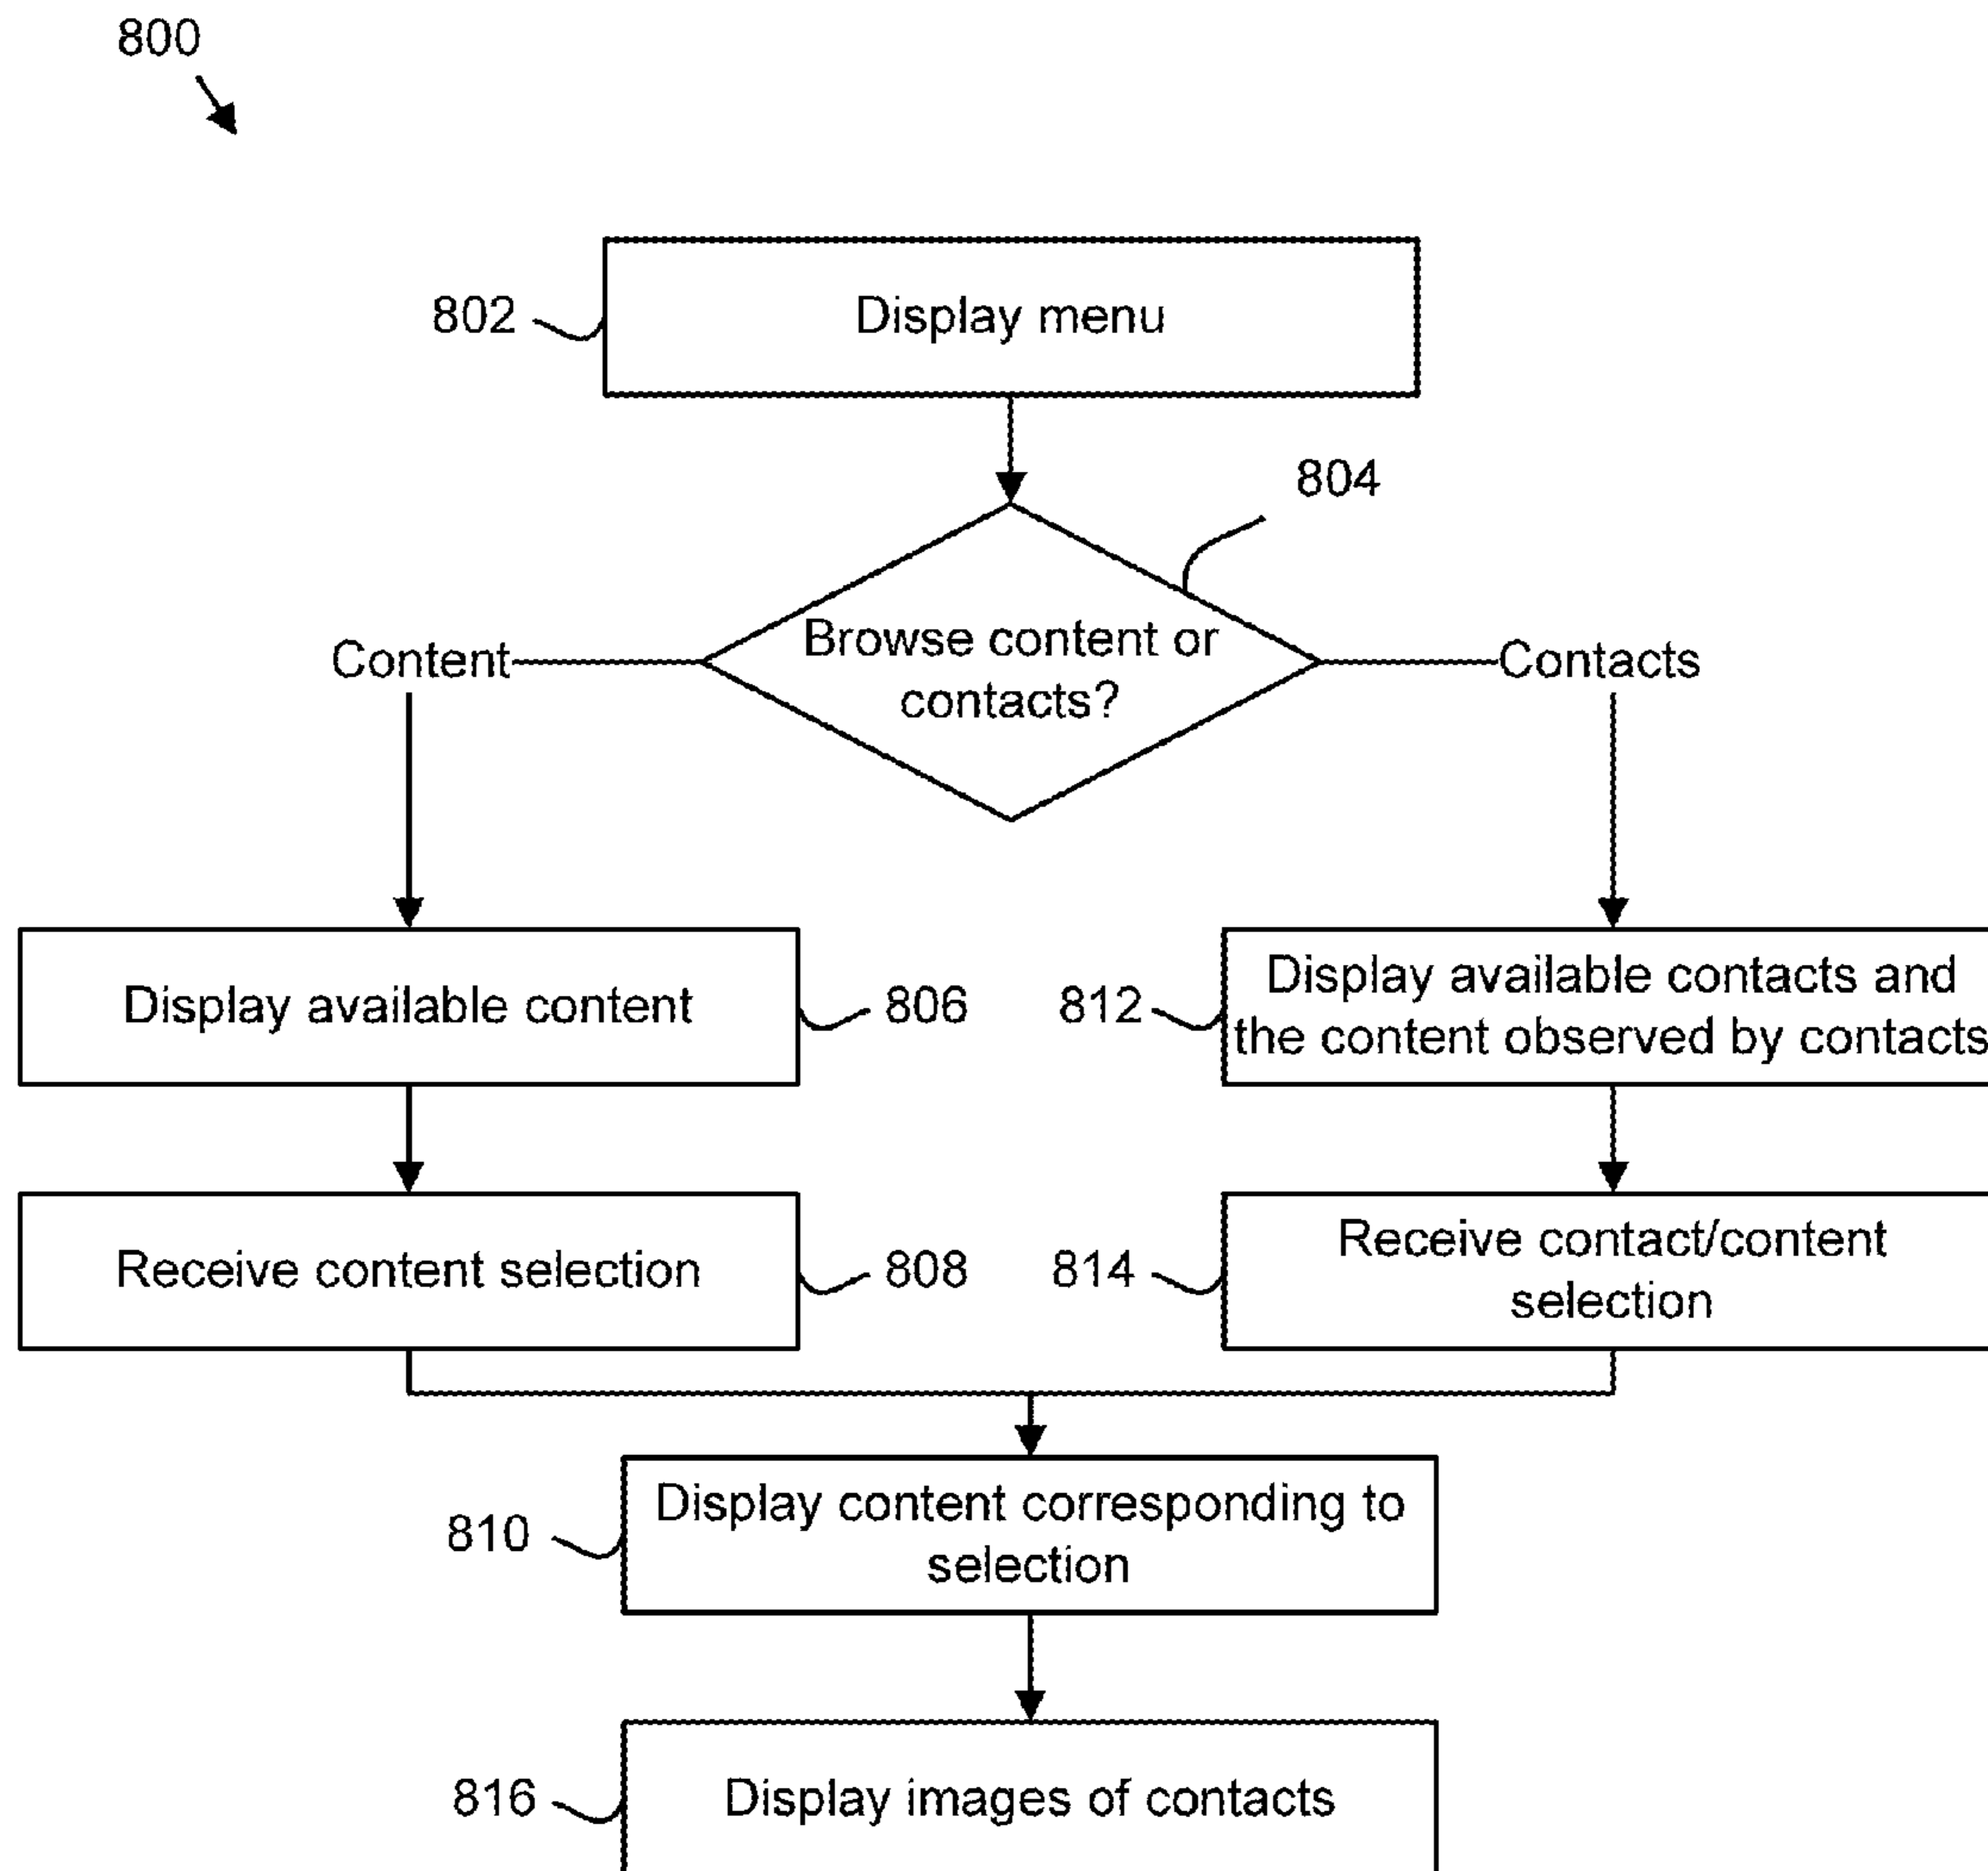 800
802
Display menu
804
Browse content or
contacts?
Content
Contacts
Display available content
806
812
Display available contacts and
the content observed by contacts
Receive content selection
808
814
Receive contact/content
selection
810
Display content corresponding to
selection
816
Display images of contacts